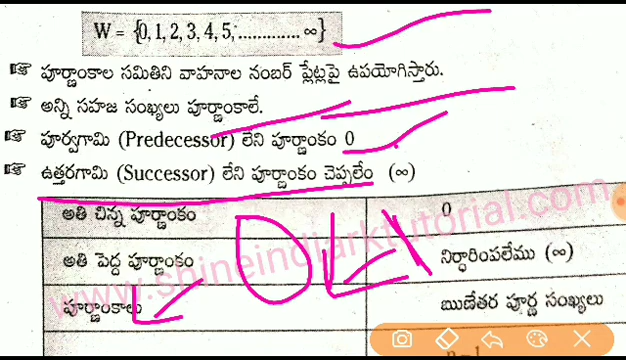 W = {0, 1, 2, 3, 4, 5,............. ∞}
☞ పూర్ణాంకాల సమితిని వాహనాల నంబర్ ప్లేట్లపై ఉపయోగిస్తారు.
☞ అన్ని సహజ సంఖ్యలు పూర్ణాంకాలే.
☞ పూర్వగామి (Predecessor) లేని పూర్ణాంకం 0
☞ ఉత్తరగామి (Successor) లేని పూర్ణాంకం చెప్పలేం (∞)
అతి చిన్న పూర్ణాంకం 0
అతి పెద్ద పూర్ణాంకం నిర్ధారింపలేము (∞)
పూర్ణాంకాలు ఋణేతర పూర్ణ సంఖ్యలు
www.shineindiarktutorial.com